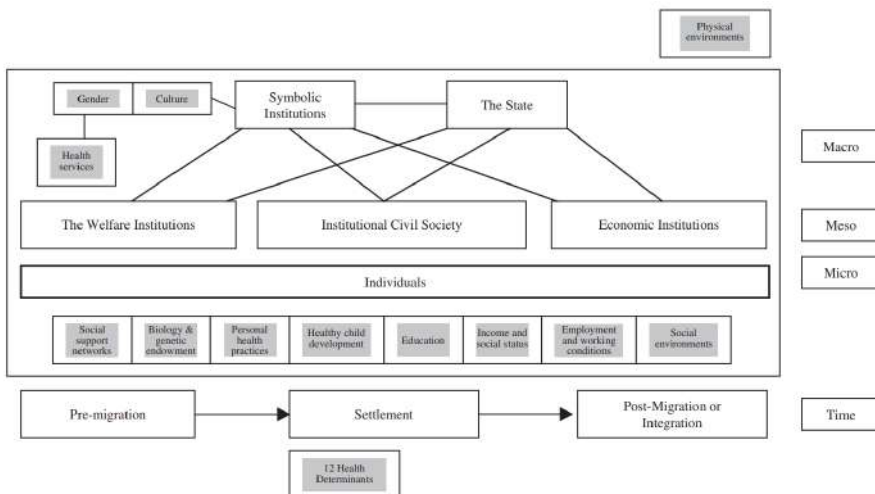 Physical
environments
Gender
Culture
Symbolic
Institutions
The State
Health
services
Macro
The Welfare Institutions
Institutional Civil Society
Economic Institutions
Meso
Micro
Individuals
Social
support
networks
Biology &
genetic
endowment
Personal
health
practices
Healthy child
development
Education
Income and
social status
Employment
and working
conditions
Social
environments
Pre-migration
Settlement
Post-Migration or
Integration
Time
12 Health
Determinants